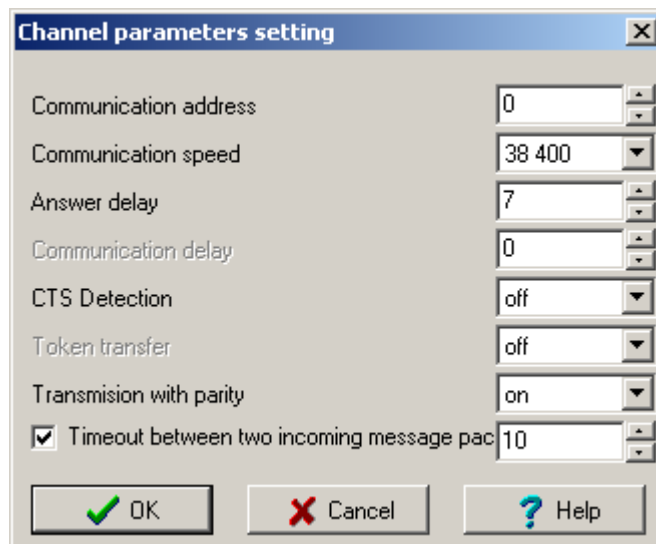 Channel parameters setting
Communication address 0
Communication speed 38 400
Answer delay 7
Communication delay 0
CTS Detection off
Token transfer off
Transmision with parity on
Timeout between two incoming message pac 10
OK Cancel ? Help